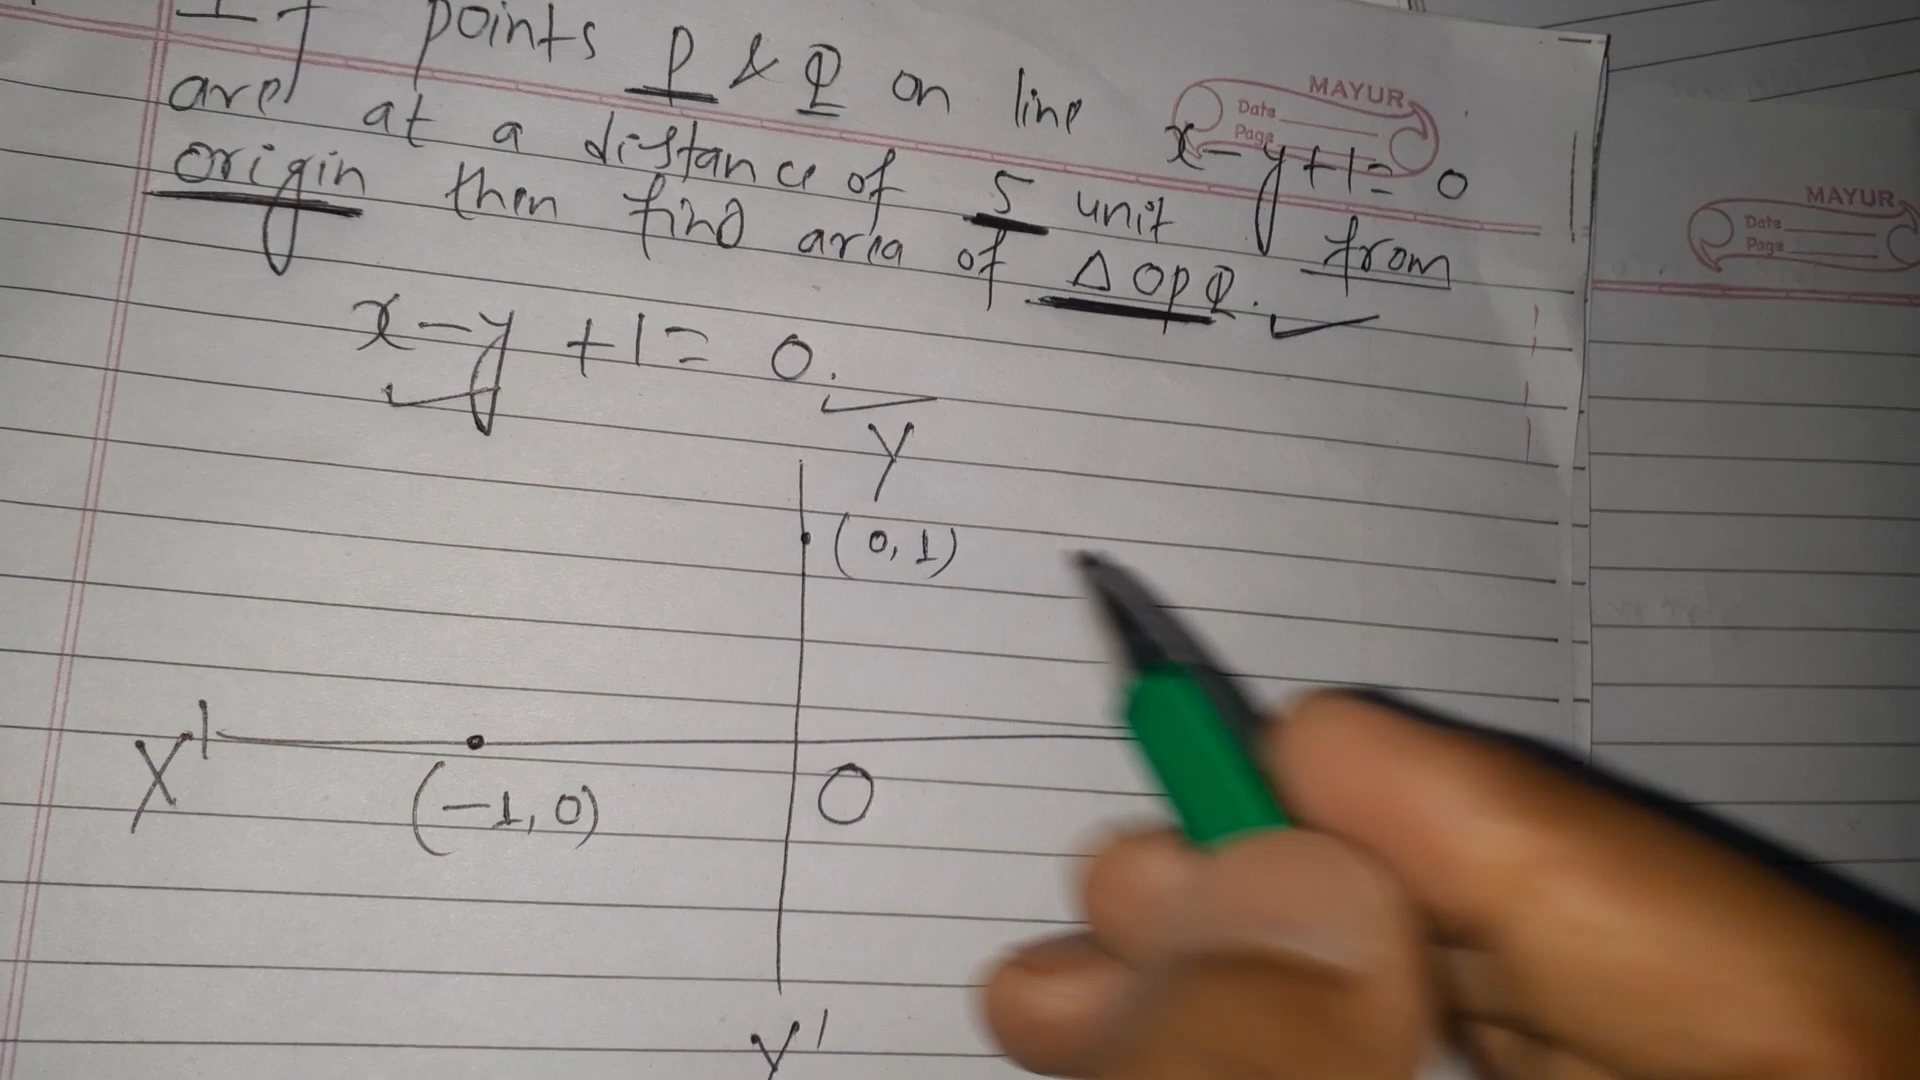 If points P & Q on line x-y+1=0
are at a distance of 5 unit from
origin then find area of Δ OPQ.
x-y+1=0.
Y
(0,1)
X'
(-1,0)
O
Y'
MAYUR
Date
Page
MAYUR
Date
Page